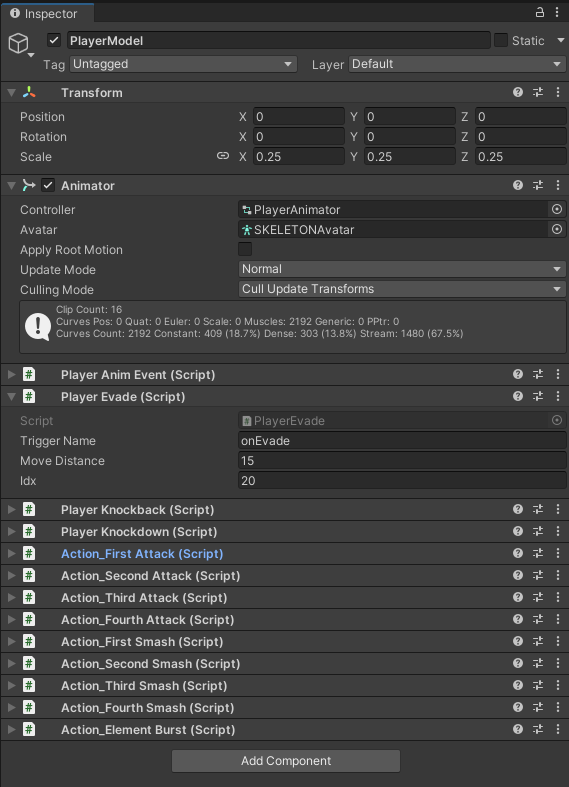 Inspector
PlayerModel Static
Tag Untagged Layer Default
Transform
Position X 0 Y 0 Z 0
Rotation X 0 Y 0 Z 0
Scale X 0.25 Y 0.25 Z 0.25
Animator
Controller PlayerAnimator
Avatar SKELETONAvatar
Apply Root Motion
Update Mode Normal
Culling Mode Cull Update Transforms
Clip Count: 16
Curves Pos: 0 Quat: 0 Euler: 0 Scale: 0 Muscles: 2192 Generic: 0 PPtr: 0
Curves Count: 2192 Constant: 409 (18.7%) Dense: 303 (13.8%) Stream: 1480 (67.5%)
# Player Anim Event (Script)
# Player Evade (Script)
Script # PlayerEvade
Trigger Name onEvade
Move Distance 15
Idx 20
# Player Knockback (Script)
# Player Knockdown (Script)
# Action_First Attack (Script)
# Action_Second Attack (Script)
# Action_Third Attack (Script)
# Action_Fourth Attack (Script)
# Action_First Smash (Script)
# Action_Second Smash (Script)
# Action_Third Smash (Script)
# Action_Fourth Smash (Script)
# Action_Element Burst (Script)
Add Component